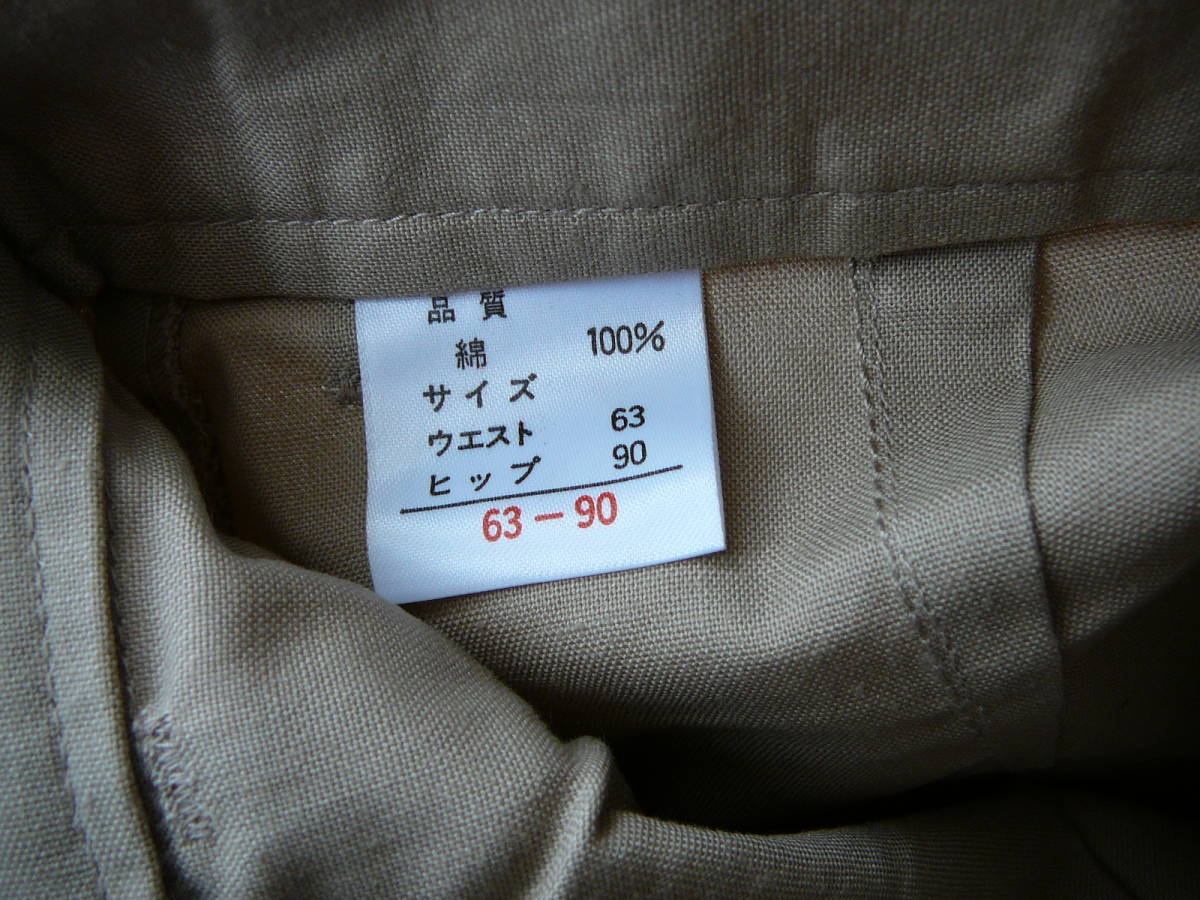 品質
綿 100%
サイズ
ウエスト 63
ヒップ 90
63-90